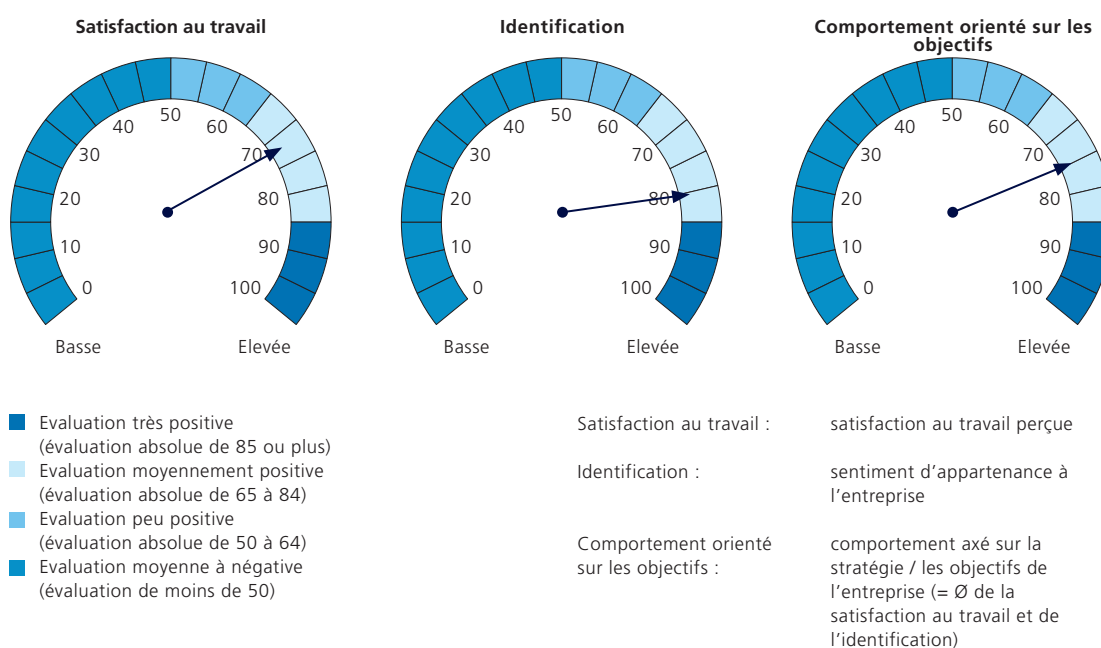 Satisfaction au travail
0
10
20
30
40
50
60
70
80
90
100
Basse
Elevée
Identification
0
10
20
30
40
50
60
70
80
90
100
Basse
Elevée
Comportement orienté sur les
objectifs
0
10
20
30
40
50
60
70
80
90
100
Basse
Elevée
Evaluation très positive
(évaluation absolue de 85 ou plus)
Evaluation moyennement positive
(évaluation absolue de 65 à 84)
Evaluation peu positive
(évaluation absolue de 50 à 64)
Evaluation moyenne à négative
(évaluation de moins de 50)
Satisfaction au travail :
satisfaction au travail perçue
Identification :
sentiment d’appartenance à
l’entreprise
Comportement orienté
sur les objectifs :
comportement axé sur la
stratégie / les objectifs de
l’entreprise (= Ø de la
satisfaction au travail et de
l’identification)